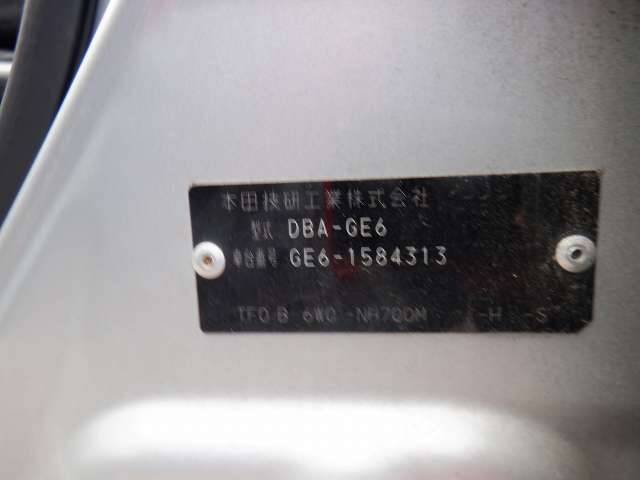 本田技研工業株式会社
型式 DBA-GE6
車台番号 GE6-1584313
TF0 B 6W0 -NH700M -H -S